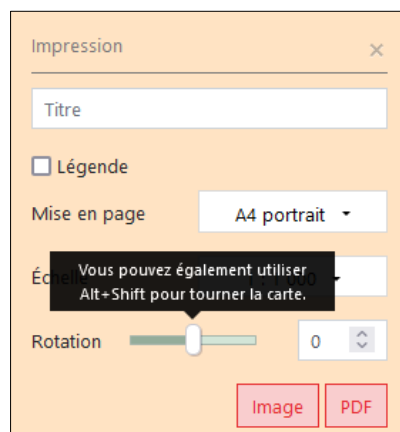 Impression ×
Titre
Légende
Mise en page A4 portrait
Vous pouvez également utiliser
Alt+Shift pour tourner la carte.
Rotation 0
Image PDF